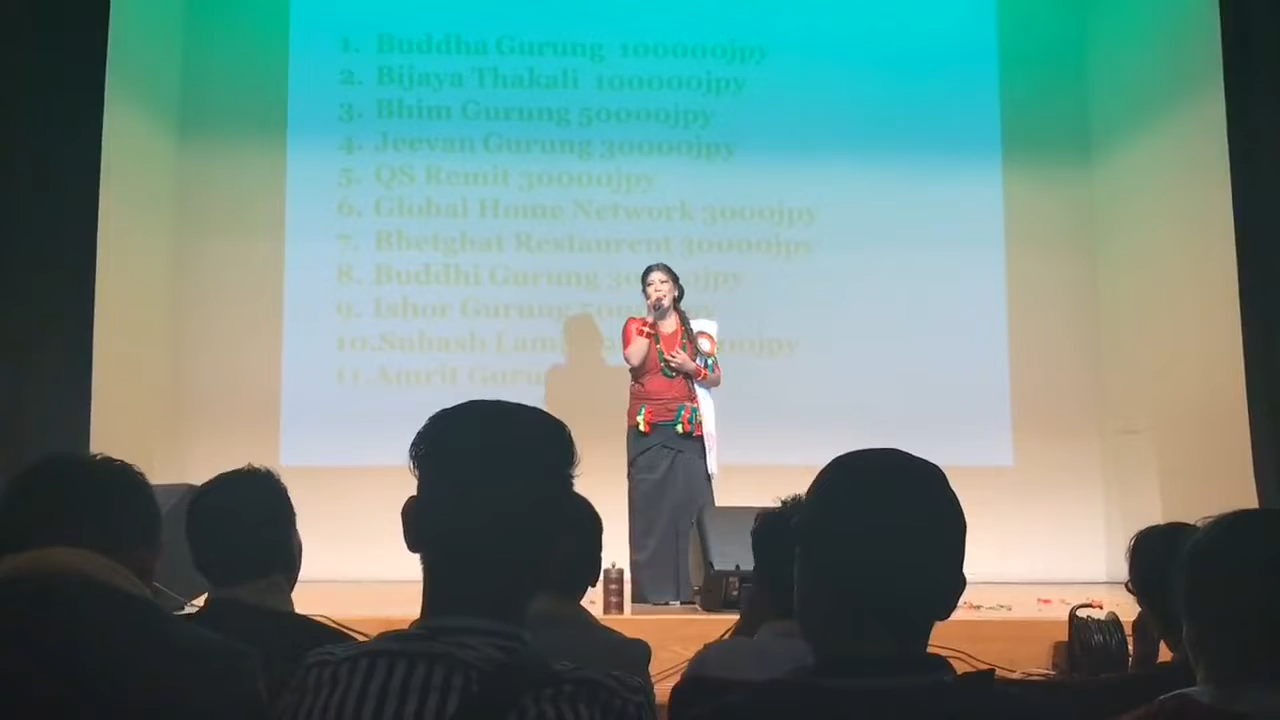 1. Buddha Gurung 100000jpy
2. Bijaya Thakali 100000jpy
3. Bhim Gurung 50000jpy
4. Jeevan Gurung 30000jpy
5. QS Remit 30000jpy
6. Global Home Network 3000jpy
7. Bhetghat Restaurent 30000jpy
8. Buddhi Gurung
9. Ishor Gurung
10.Subash
11.Amrit